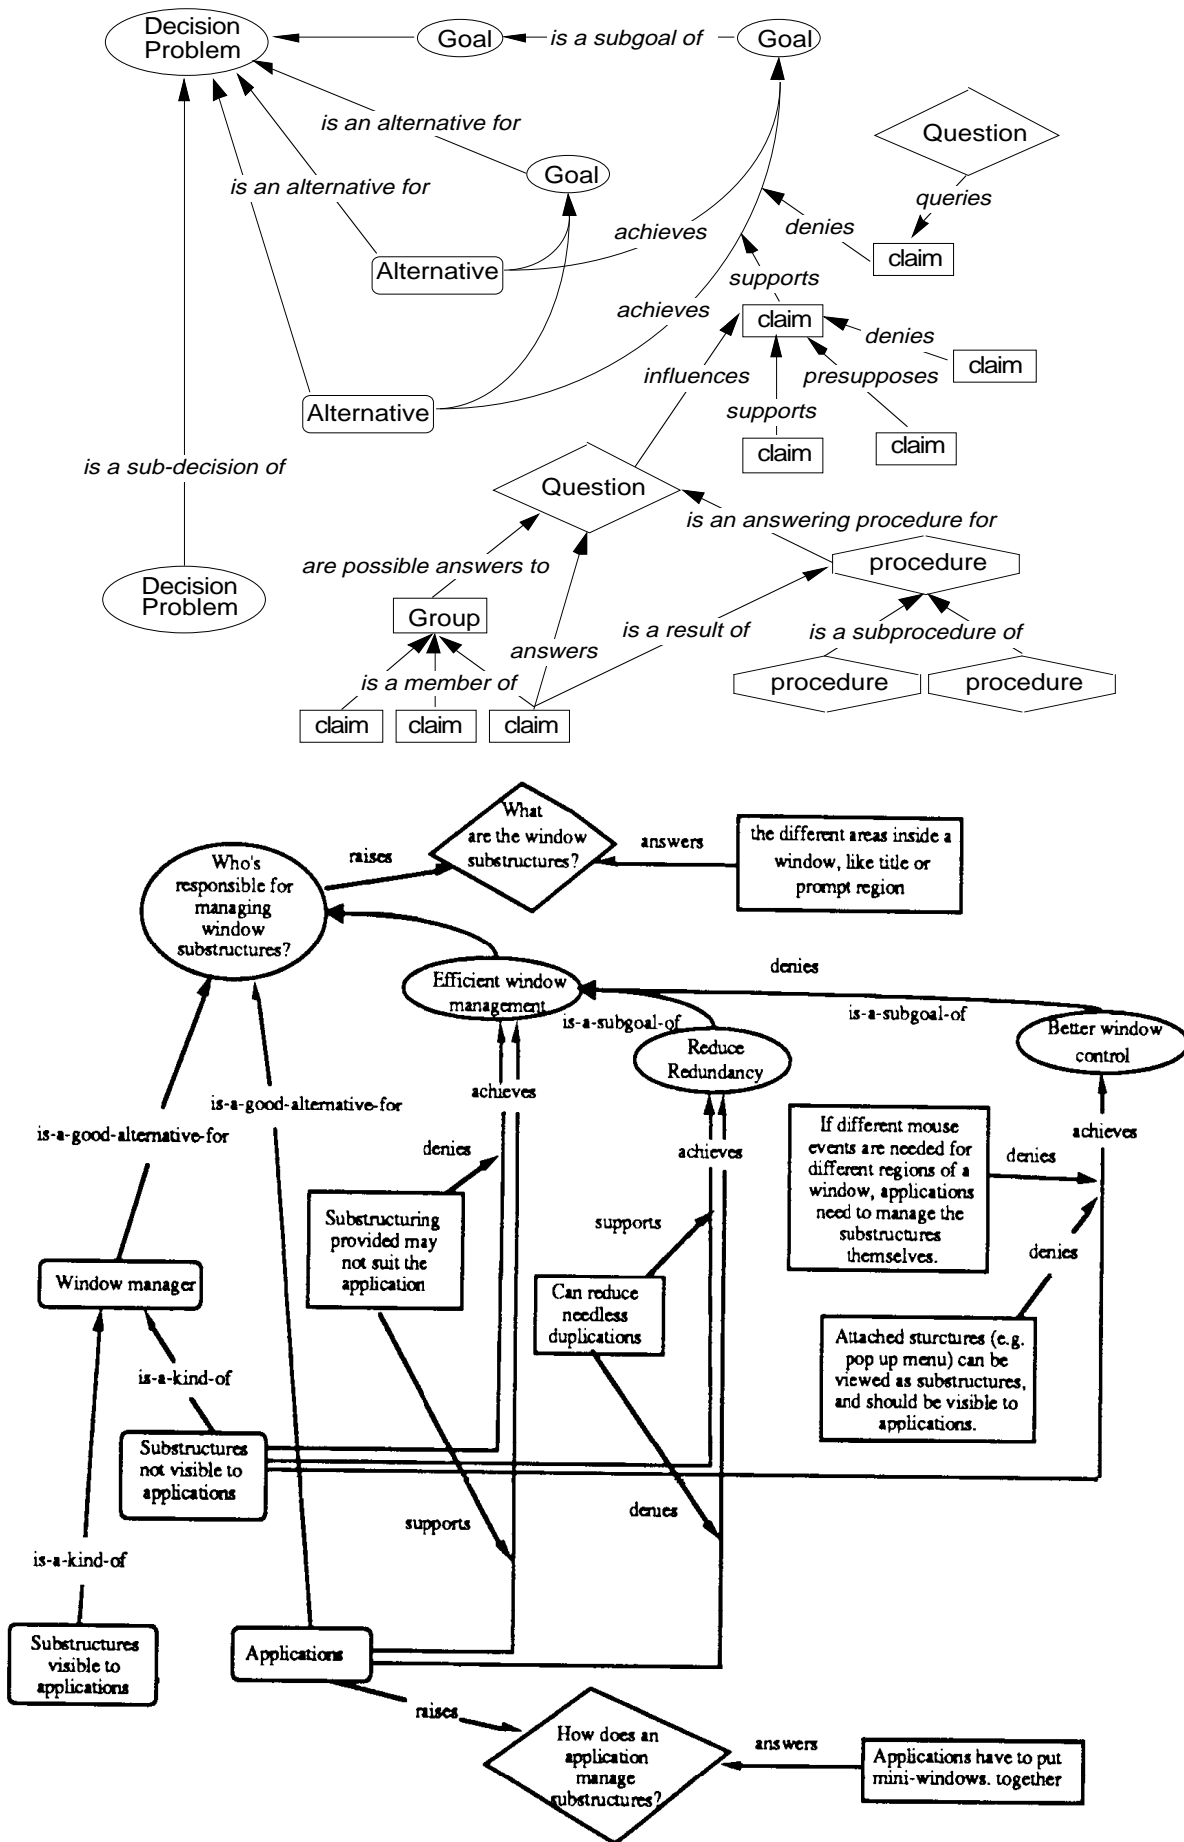 Decision
Problem
Goal
is a subgoal of
Goal
is an alternative for
Question
Goal
is an alternative for
queries
achieves
denies
claim
Alternative
supports
achieves
claim
denies
influences
presupposes
claim
Alternative
supports
claim
claim
is a sub-decision of
Question
is an answering procedure for
procedure
are possible answers to
Decision
Problem
Group
is a result of
is a subprocedure of
answers
is a member of
procedure
procedure
claim
claim
claim
What
are the window
substructures?
answers
the different areas inside a
window, like title or
prompt region
raises
Who's
responsible for
managing
window
substructures?
denies
Efficient window
management
is-a-subgoal-of
is-a-subgoal-of
Better window
control
Reduce
Redundancy
achieves
is-a-good-alternative-for
is-a-good-alternative-for
denies
achieves
If different mouse
events are needed for
different regions of a
window, applications
need to manage the
substructures
themselves.
denies
achieves
Substructuring
provided may
not suit the
application
supports
denies
Window manager
Can reduce
needless
duplications
Attached sturctures (e.g.
pop up menu) can be
viewed as substructures,
and should be visible to
applications.
is-a-kind-of
Substructures
not visible to
applications
supports
denies
is-a-kind-of
Substructures
visible to
applications
Applications
raises
How does an
application
manage
substructures?
answers
Applications have to put
mini-windows. together